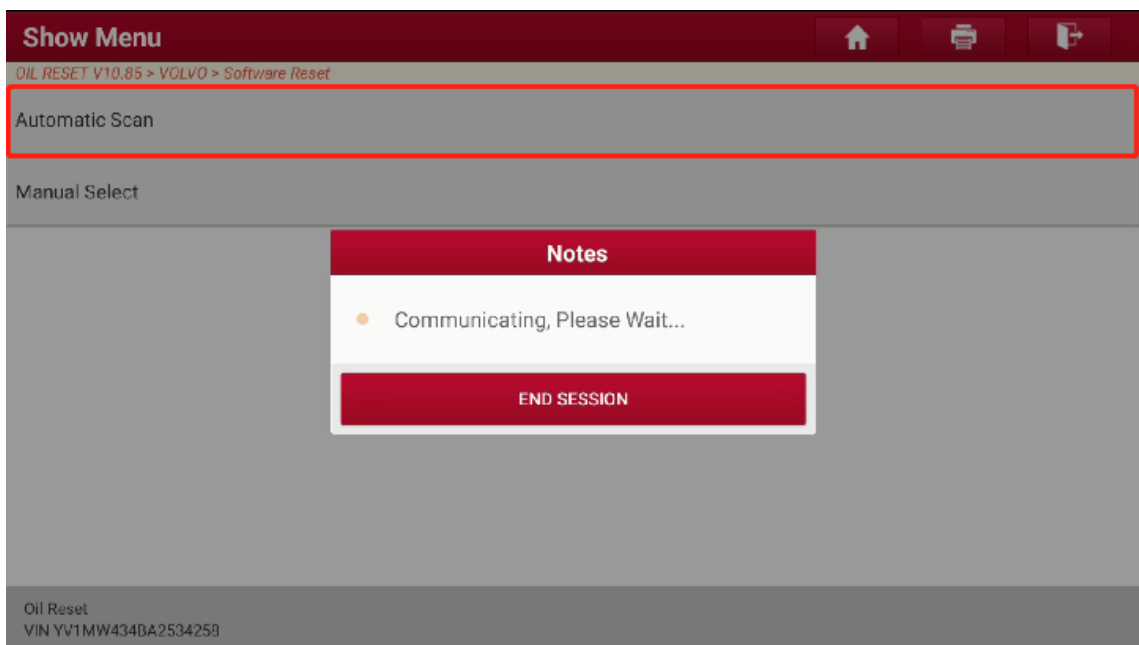 Show Menu
OIL RESET V10.85 > VOLVO > Software Reset
Automatic Scan
Manual Select
Notes
Communicating, Please Wait...
END SESSION
Oil Reset
VIN YV1MW434BA2534258